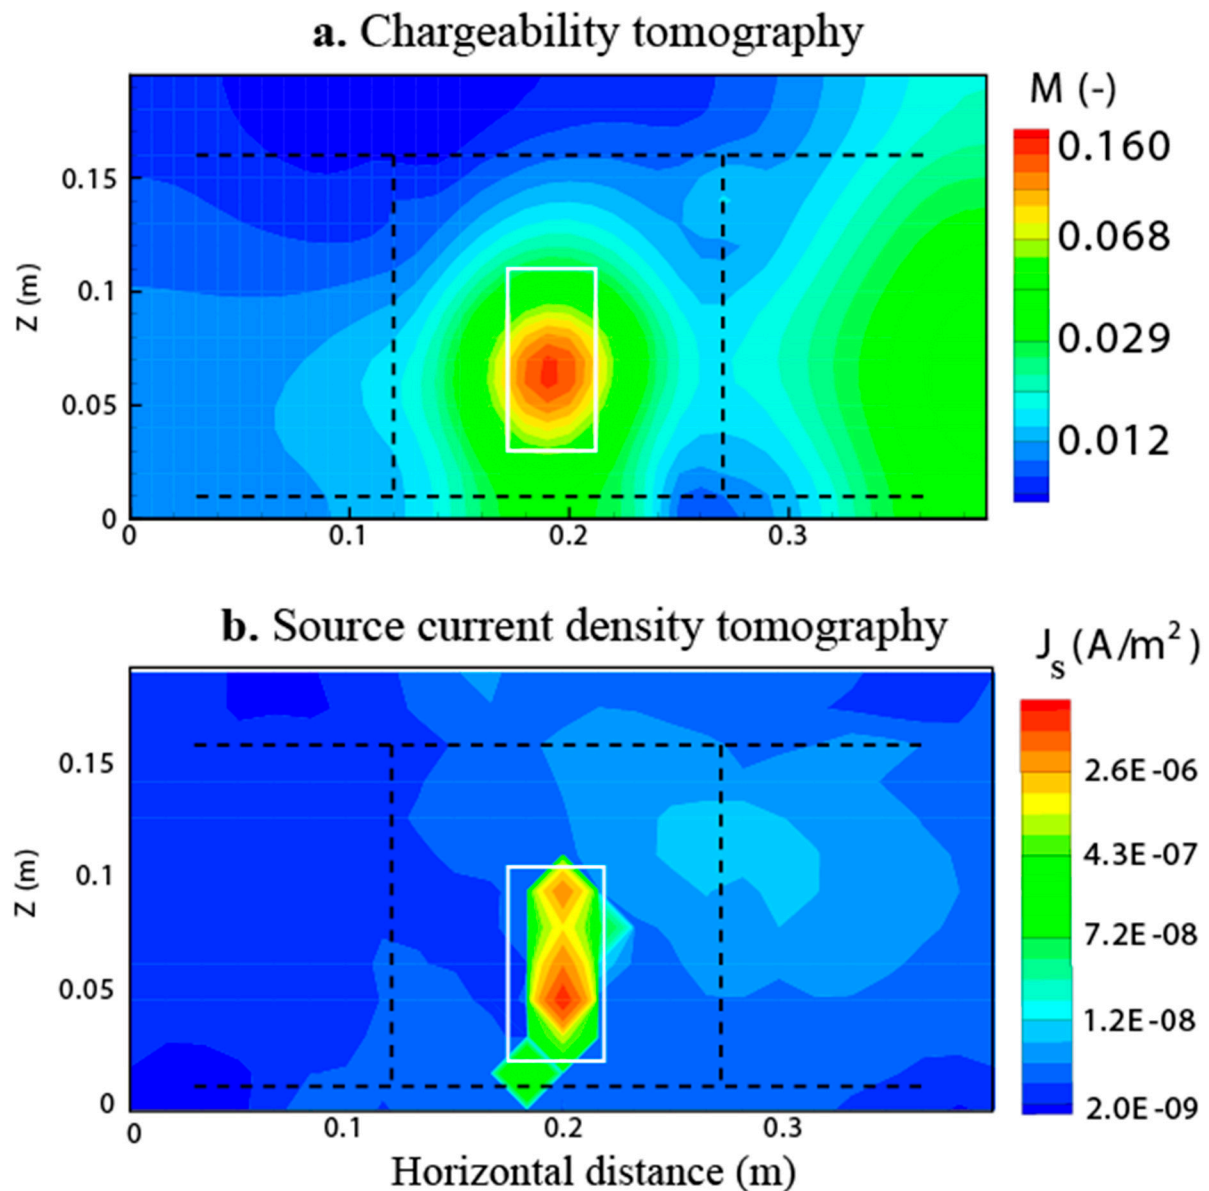 a. Chargeability tomography
M (-)
0.160
0.15
0.068
Z (m)
0.1
0.029
0.05
0.012
0
0
0.1
0.2
0.3
b. Source current density tomography
Js (A/m²)
0.15
2.6E-06
4.3E-07
Z (m)
0.1
7.2E-08
0.05
1.2E-08
0
2.0E-09
0
0.1
0.2
0.3
Horizontal distance (m)